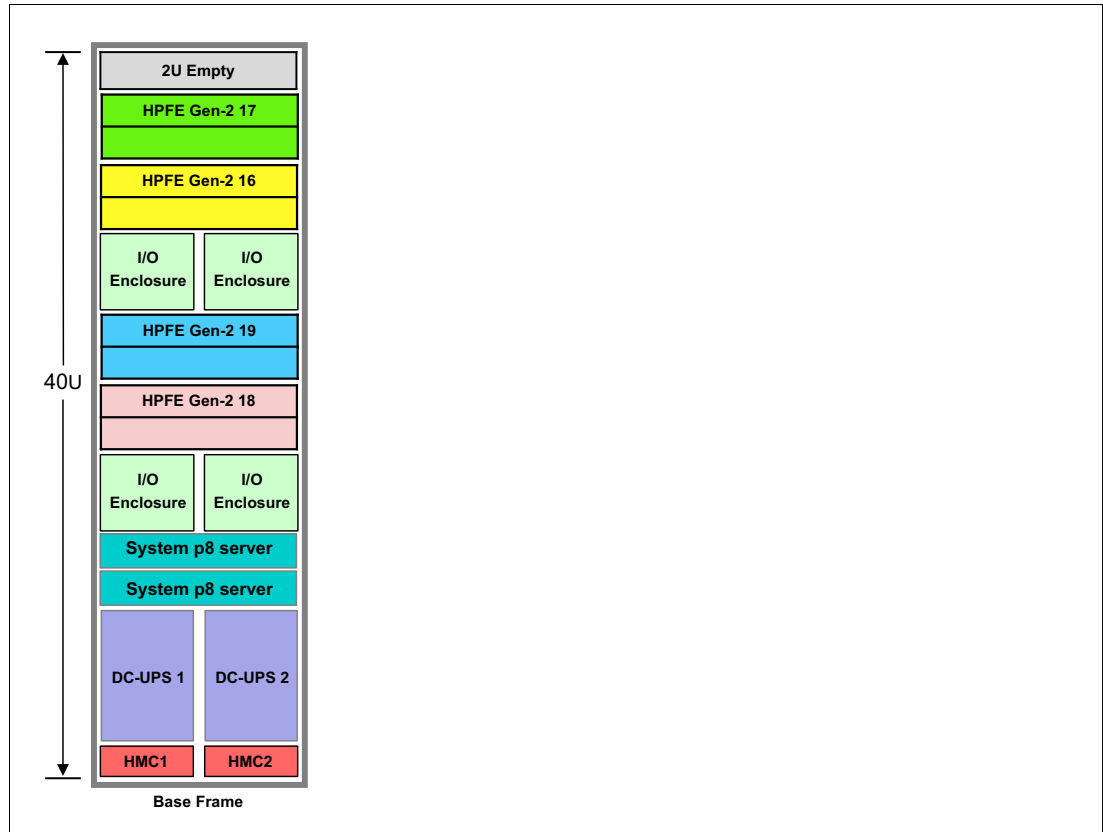 2U Empty
HPFE Gen-2 17
HPFE Gen-2 16
I/O
Enclosure
I/O
Enclosure
HPFE Gen-2 19
40U
HPFE Gen-2 18
I/O
Enclosure
I/O
Enclosure
System p8 server
System p8 server
DC-UPS 1
DC-UPS 2
HMC1
HMC2
Base Frame